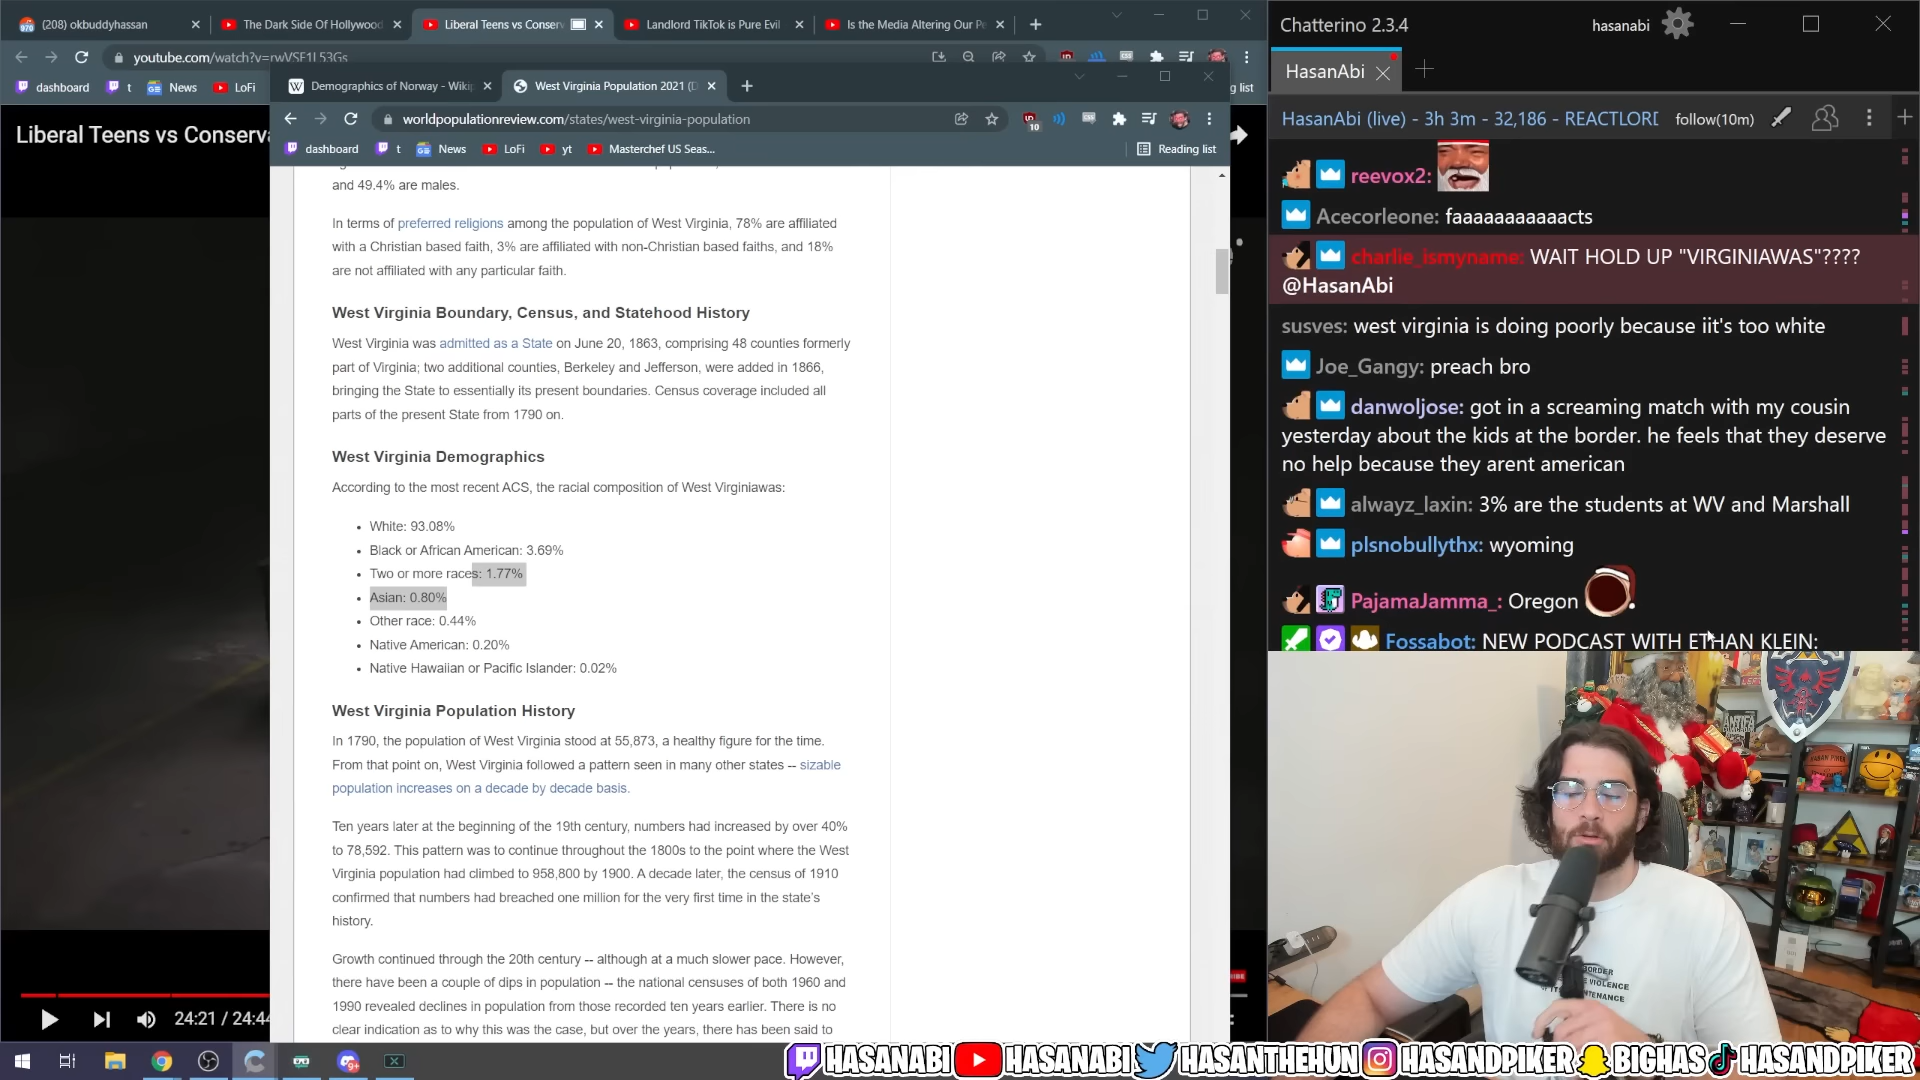 (208) okbuddyhassan
The Dark Side Of Hollywood
Liberal Teens vs Conserv
Landlord TikTok is Pure Evil
Is the Media Altering Our Pe
youtube.com/watch?v=rwVSF1L53Gs
dashboard
t
News
LoFi
g list
Liberal Teens vs Conserva
Demographics of Norway - Wikip
West Virginia Population 2021 (D
worldpopulationreview.com/states/west-virginia-population
10
dashboard
t
News
LoFi
yt
Masterchef US Seas...
Reading list
and 49.4% are males.
In terms of preferred religions among the population of West Virginia, 78% are affiliated
with a Christian based faith, 3% are affiliated with non-Christian based faiths, and 18%
are not affiliated with any particular faith.
West Virginia Boundary, Census, and Statehood History
West Virginia was admitted as a State on June 20, 1863, comprising 48 counties formerly
part of Virginia; two additional counties, Berkeley and Jefferson, were added in 1866,
bringing the State to essentially its present boundaries. Census coverage included all
parts of the present State from 1790 on.
West Virginia Demographics
According to the most recent ACS, the racial composition of West Virginiawas:
• White: 93.08%
• Black or African American: 3.69%
• Two or more races: 1.77%
• Asian: 0.80%
• Other race: 0.44%
• Native American: 0.20%
• Native Hawaiian or Pacific Islander: 0.02%
West Virginia Population History
In 1790, the population of West Virginia stood at 55,873, a healthy figure for the time.
From that point on, West Virginia followed a pattern seen in many other states -- sizable
population increases on a decade by decade basis.
Ten years later at the beginning of the 19th century, numbers had increased by over 40%
to 78,592. This pattern was to continue throughout the 1800s to the point where the West
Virginia population had climbed to 958,800 by 1900. A decade later, the census of 1910
confirmed that numbers had breached one million for the very first time in the state's
history.
Growth continued through the 20th century -- although at a much slower pace. However,
there have been a couple of dips in population -- the national censuses of both 1960 and
1990 revealed declines in population from those recorded ten years earlier. There is no
clear indication as to why this was the case, but over the years, there has been said to
24:21 / 24:44
Chatterino 2.3.4
hasanabi
HasanAbi
HasanAbi (live) - 3h 3m - 32,186 - REACTLORD
follow(10m)
reevox2:
Acecorleone: faaaaaaaaaacts
charlie_ismyname: WAIT HOLD UP "VIRGINIAWAS"????
@HasanAbi
susves: west virginia is doing poorly because iit's too white
Joe_Gangy: preach bro
danwoljose: got in a screaming match with my cousin
yesterday about the kids at the border. he feels that they deserve
no help because they arent american
alwayz_laxin: 3% are the students at WV and Marshall
plsnobullythx: wyoming
PajamaJamma_: Oregon
Fossabot: NEW PODCAST WITH ETHAN KLEIN:
HASANABI
HASANABI
HASANTHEHUN
HASANDPIKER
BIGHAS
HASANDPIKER